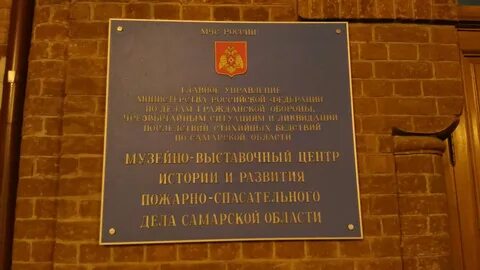 МЧС РОССИИ
ГЛАВНОЕ УПРАВЛЕНИЕ
МИНИСТЕРСТВА РОССИЙСКОЙ ФЕДЕРАЦИИ
ПО ДЕЛАМ ГРАЖДАНСКОЙ ОБОРОНЫ,
ЧРЕЗВЫЧАЙНЫМ СИТУАЦИЯМ И ЛИКВИДАЦИИ
ПОСЛЕДСТВИЙ СТИХИЙНЫХ БЕДСТВИЙ
ПО САМАРСКОЙ ОБЛАСТИ
МУЗЕЙНО-ВЫСТАВОЧНЫЙ ЦЕНТР
ИСТОРИИ И РАЗВИТИЯ
ПОЖАРНО-СПАСАТЕЛЬНОГО
ДЕЛА САМАРСКОЙ ОБЛАСТИ